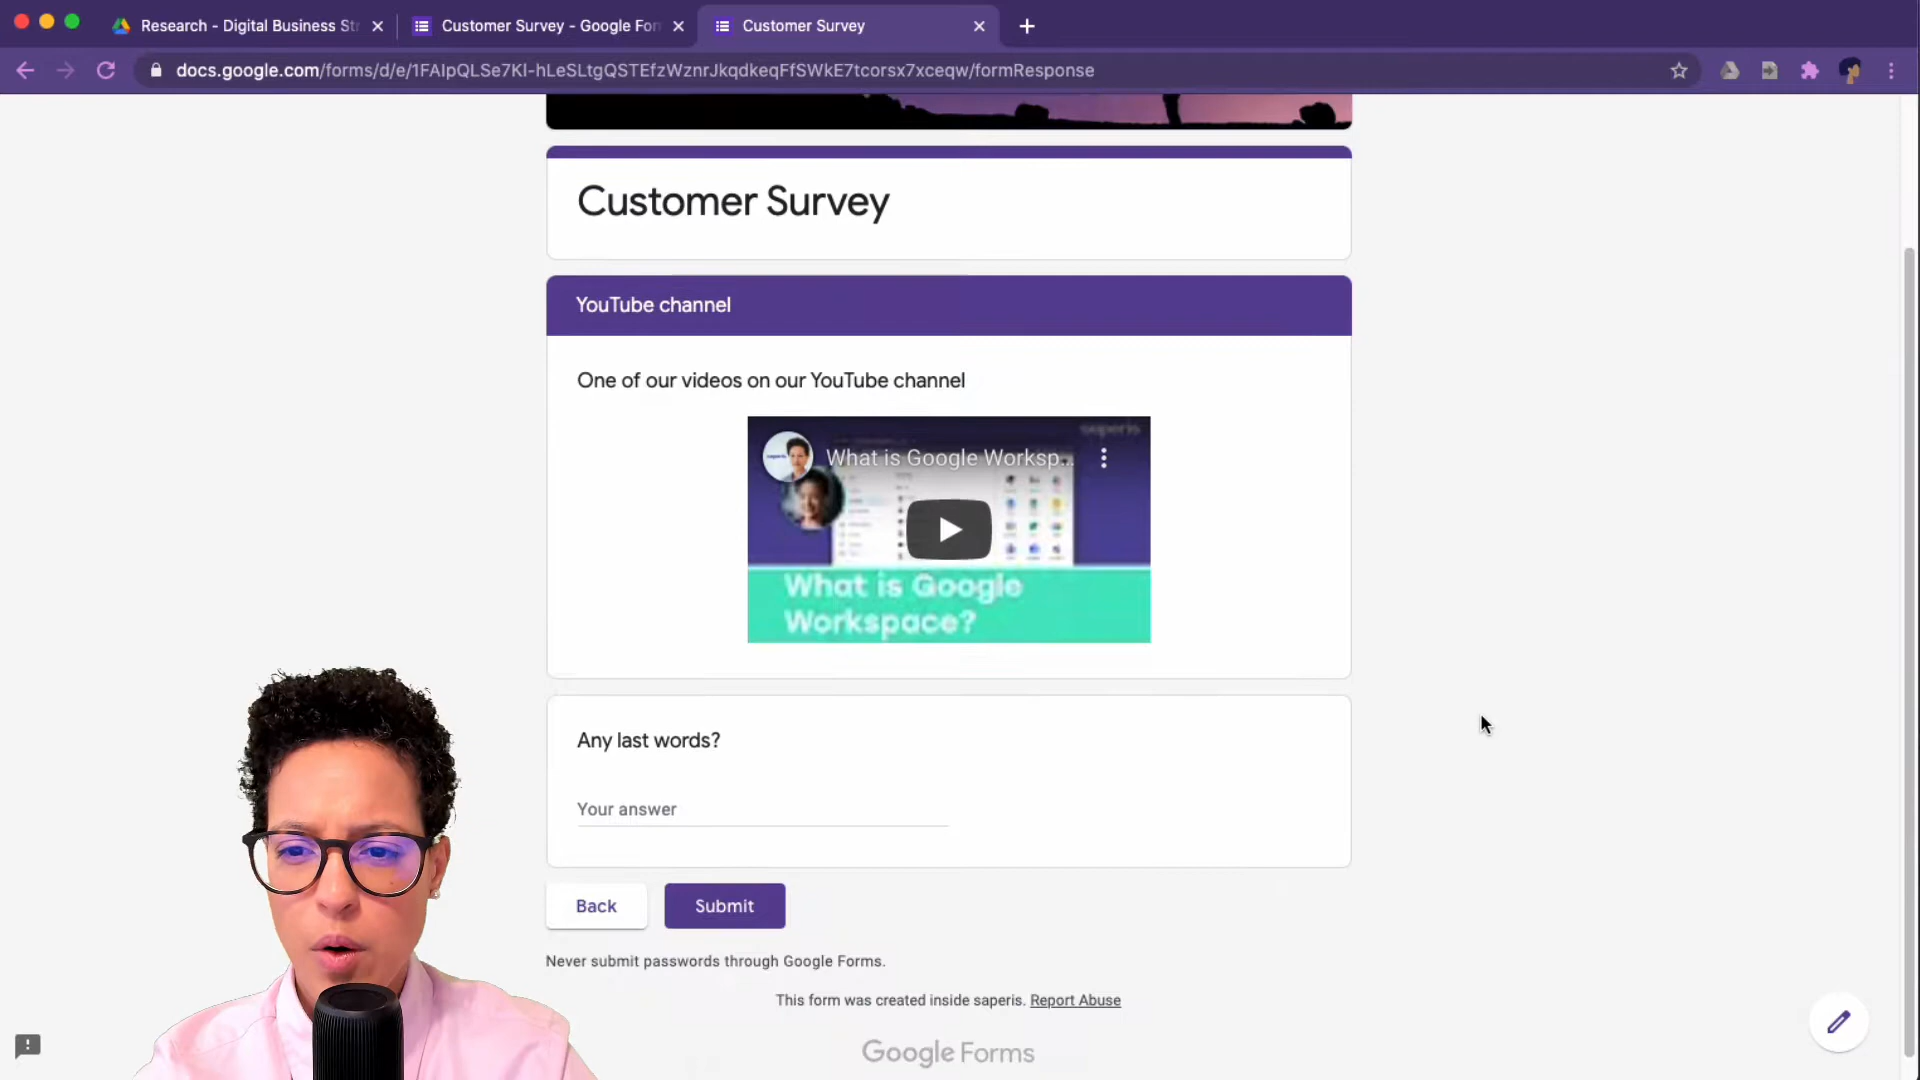 Research - Digital Business Str
Customer Survey - Google For
Customer Survey
docs.google.com/forms/d/e/1FAIpQLSe7KI-hLeSLtgQSTEfzWznrJkqdkeqFfSWkE7tcorsx7xceqw/formResponse
Customer Survey
YouTube channel
One of our videos on our YouTube channel
saperis
What is Google Worksp...
What is Google
Workspace?
Any last words?
Your answer
Back
Submit
Never submit passwords through Google Forms.
This form was created inside saperis. Report Abuse
Google Forms